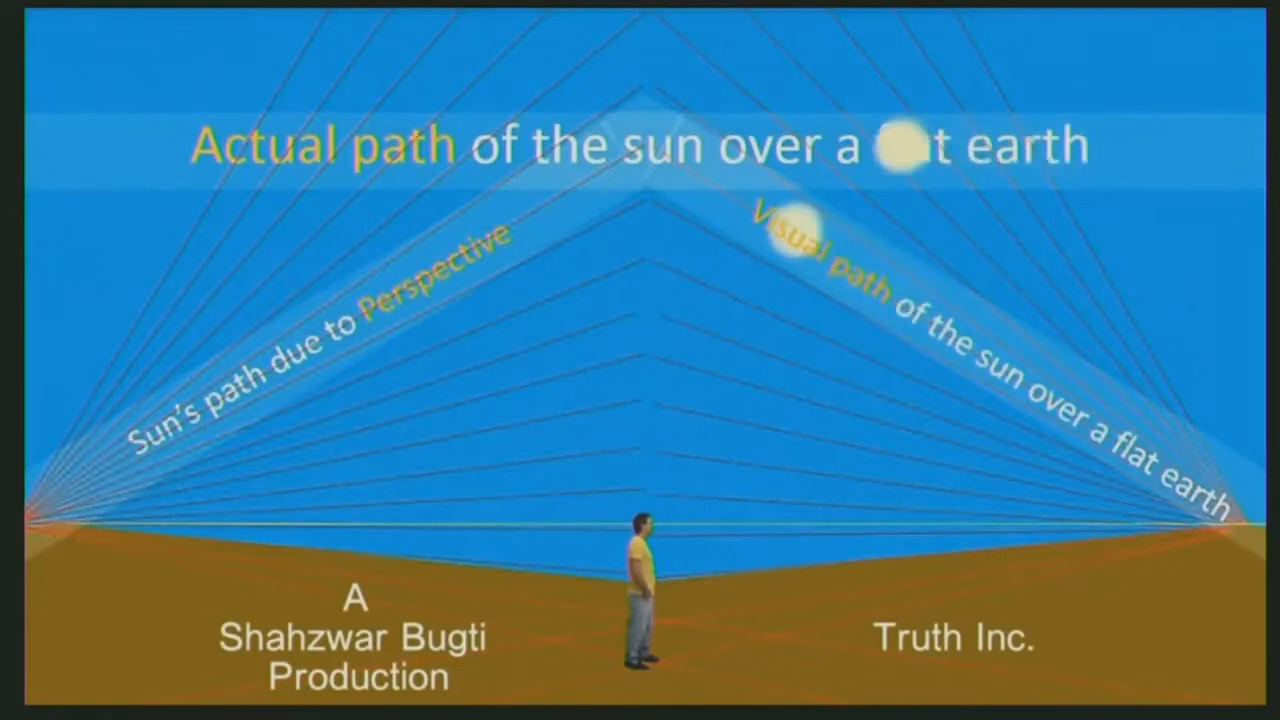 Actual path of the sun over a t earth
Sun's path due to Perspective
Visual path of the sun over a flat earth
A
Shahzwar Bugti
Production
Truth Inc.